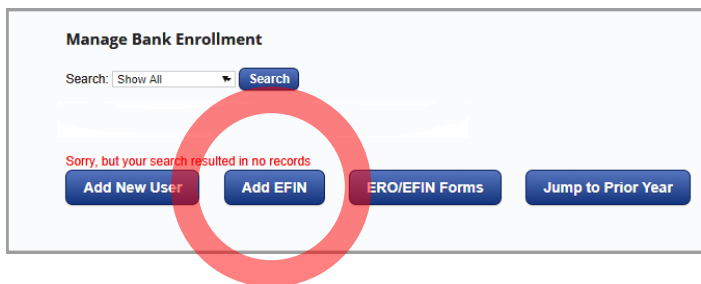 Manage Bank Enrollment
Search: Show All Search
Sorry, but your search resulted in no records
Add New User Add EFIN ERO/EFIN Forms Jump to Prior Year